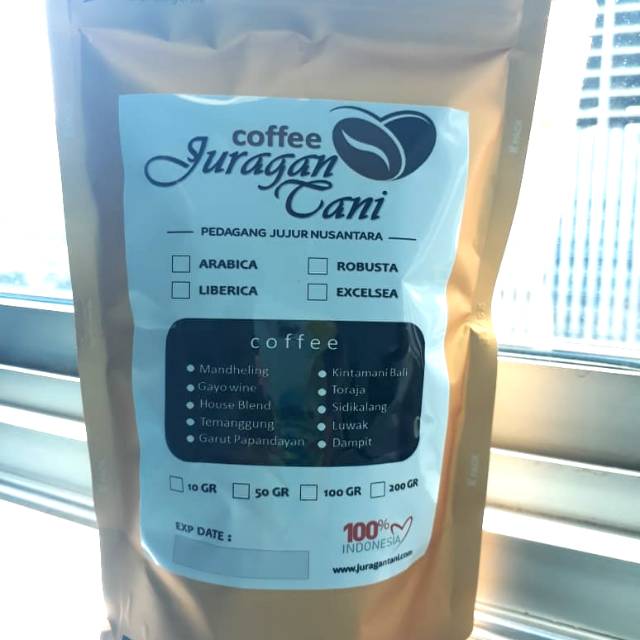 coffee
Juragan
Tani
PEDAGANG JUJUR NUSANTARA
ARABICA
ROBUSTA
LIBERICA
EXCELSEA
coffee
Mandheling
Kintamani Bali
Gayo wine
Toraja
House Blend
Sidikalang
Temanggung
Luwak
Garut Papandayan
Dampit
10 GR
50 GR
100 GR
200 GR
EXP DATE :
100%
INDONESIA
www.juragantani.com